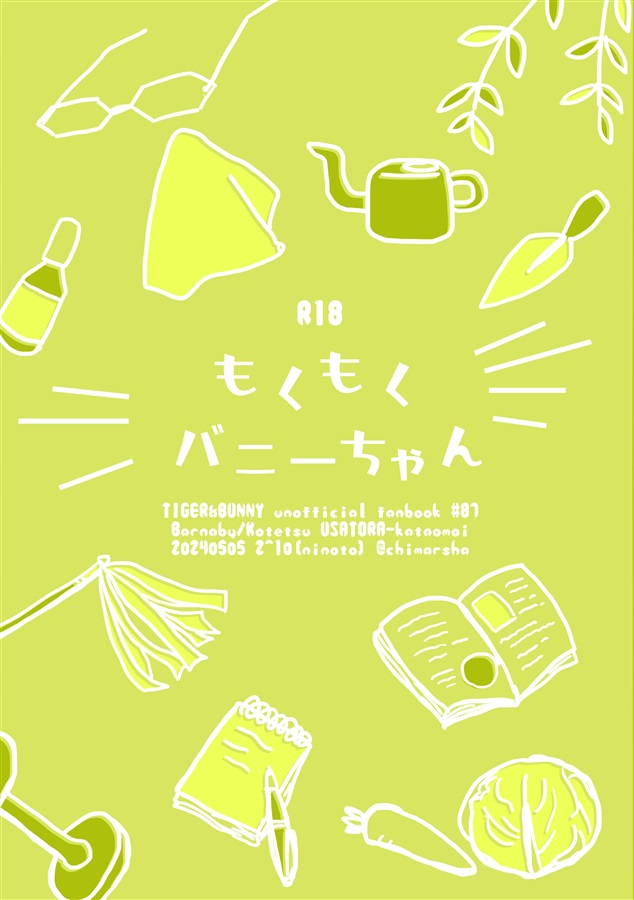 R18
もくもく
バニーちゃん
TIGER&BUNNY unofficial fanbook #87
Barnaby/Kotetsu USATORA-kataomoi
20240505 2^10(ninoto) @chimarsha